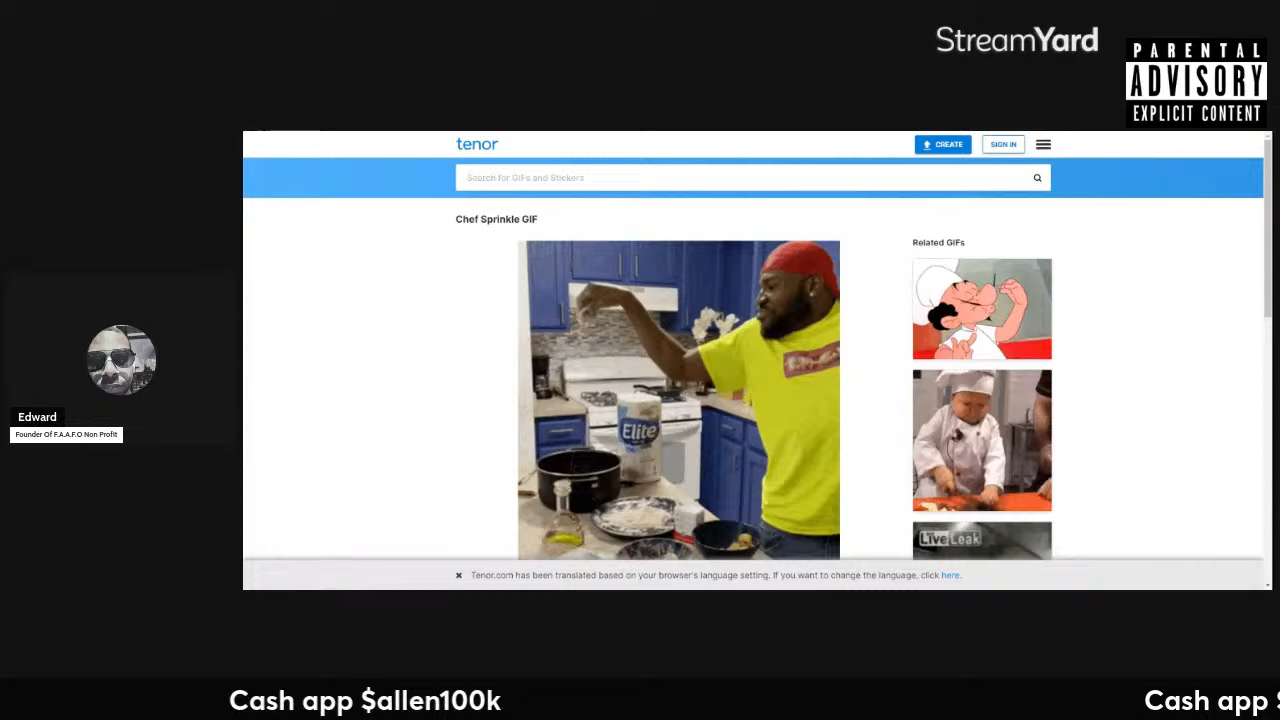 StreamYard
PARENTAL
ADVISORY
EXPLICIT CONTENT
tenor
CREATE
SIGN IN
Search for GIFs and Stickers
Chef Sprinkle GIF
Related GIFs
Elite
LiveLeak
Edward
Founder Of F.A.A.F.O Non Profit
Tenor.com has been translated based on your browser's language setting. If you want to change the language, click here.
Cash app $allen100k
Cash app $